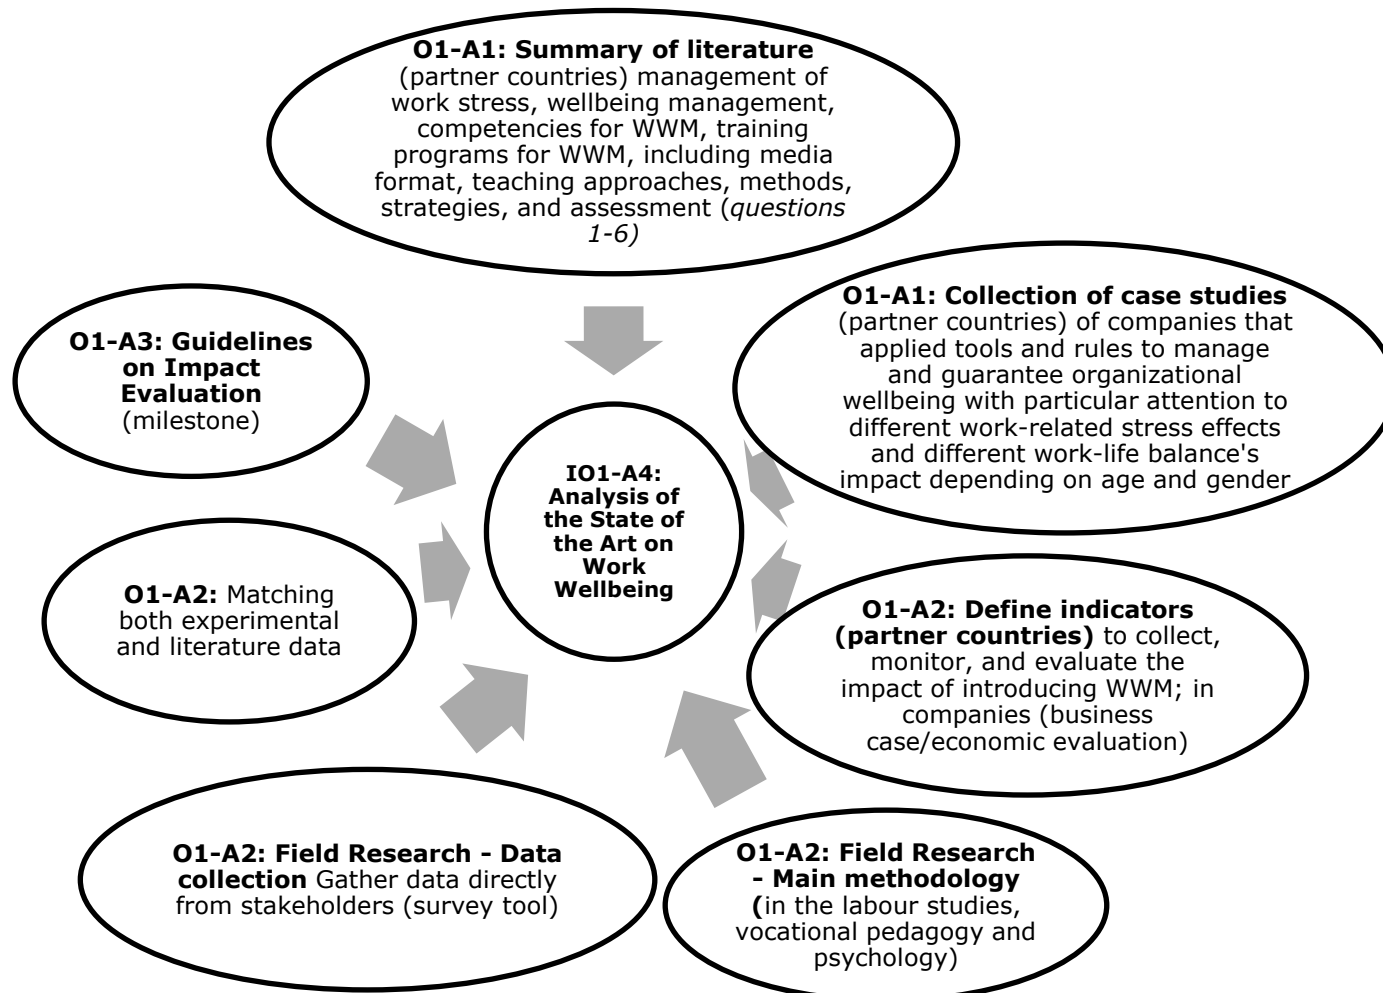 O1-A1: Summary of literature
(partner countries) management of
work stress, wellbeing management,
competencies for WWM, training
programs for WWM, including media
format, teaching approaches, methods,
strategies, and assessment (questions
1-6)
O1-A1: Collection of case studies
(partner countries) of companies that
applied tools and rules to manage
and guarantee organizational
wellbeing with particular attention to
different work-related stress effects
and different work-life balance's
impact depending on age and gender
O1-A3: Guidelines
on Impact
Evaluation
(milestone)
IO1-A4:
Analysis of
the State of
the Art on
Work
Wellbeing
O1-A2: Matching
both experimental
and literature data
O1-A2: Define indicators
(partner countries) to collect,
monitor, and evaluate the
impact of introducing WWM; in
companies (business
case/economic evaluation)
O1-A2: Field Research - Data
collection Gather data directly
from stakeholders (survey tool)
O1-A2: Field Research
- Main methodology
(in the labour studies,
vocational pedagogy and
psychology)